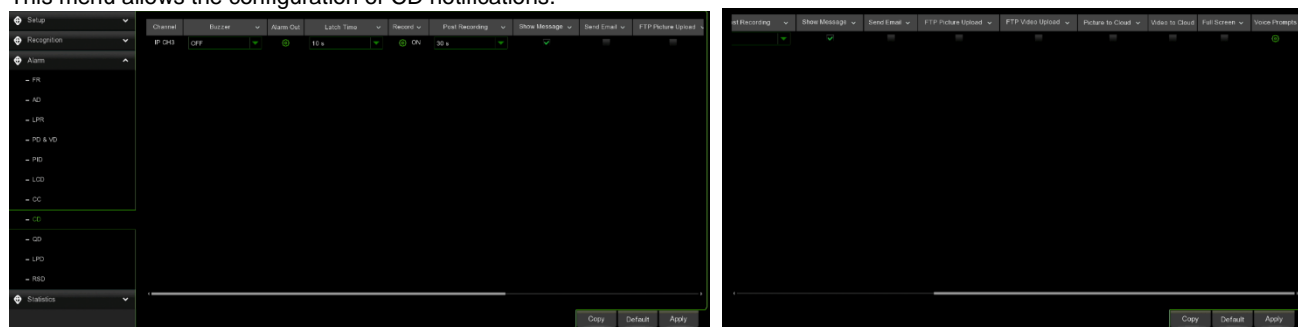 This menu allows the configuration of CD notifications.
Setup
Recognition
Alarm
– FR
– AD
– LPR
– PD & VD
– PID
– LCD
– CC
– CD
– QD
– LPD
– RSD
Statistics
Channel Buzzer Alarm Out Latch Time Record Post Recording Show Message Send Email FTP Picture Upload
IP CH3 OFF 10 s ON 30 s
Copy Default Apply
st Recording Show Message Send Email FTP Picture Upload FTP Video Upload Picture to Cloud Video to Cloud Full Screen Voice Prompts
Copy Default Apply